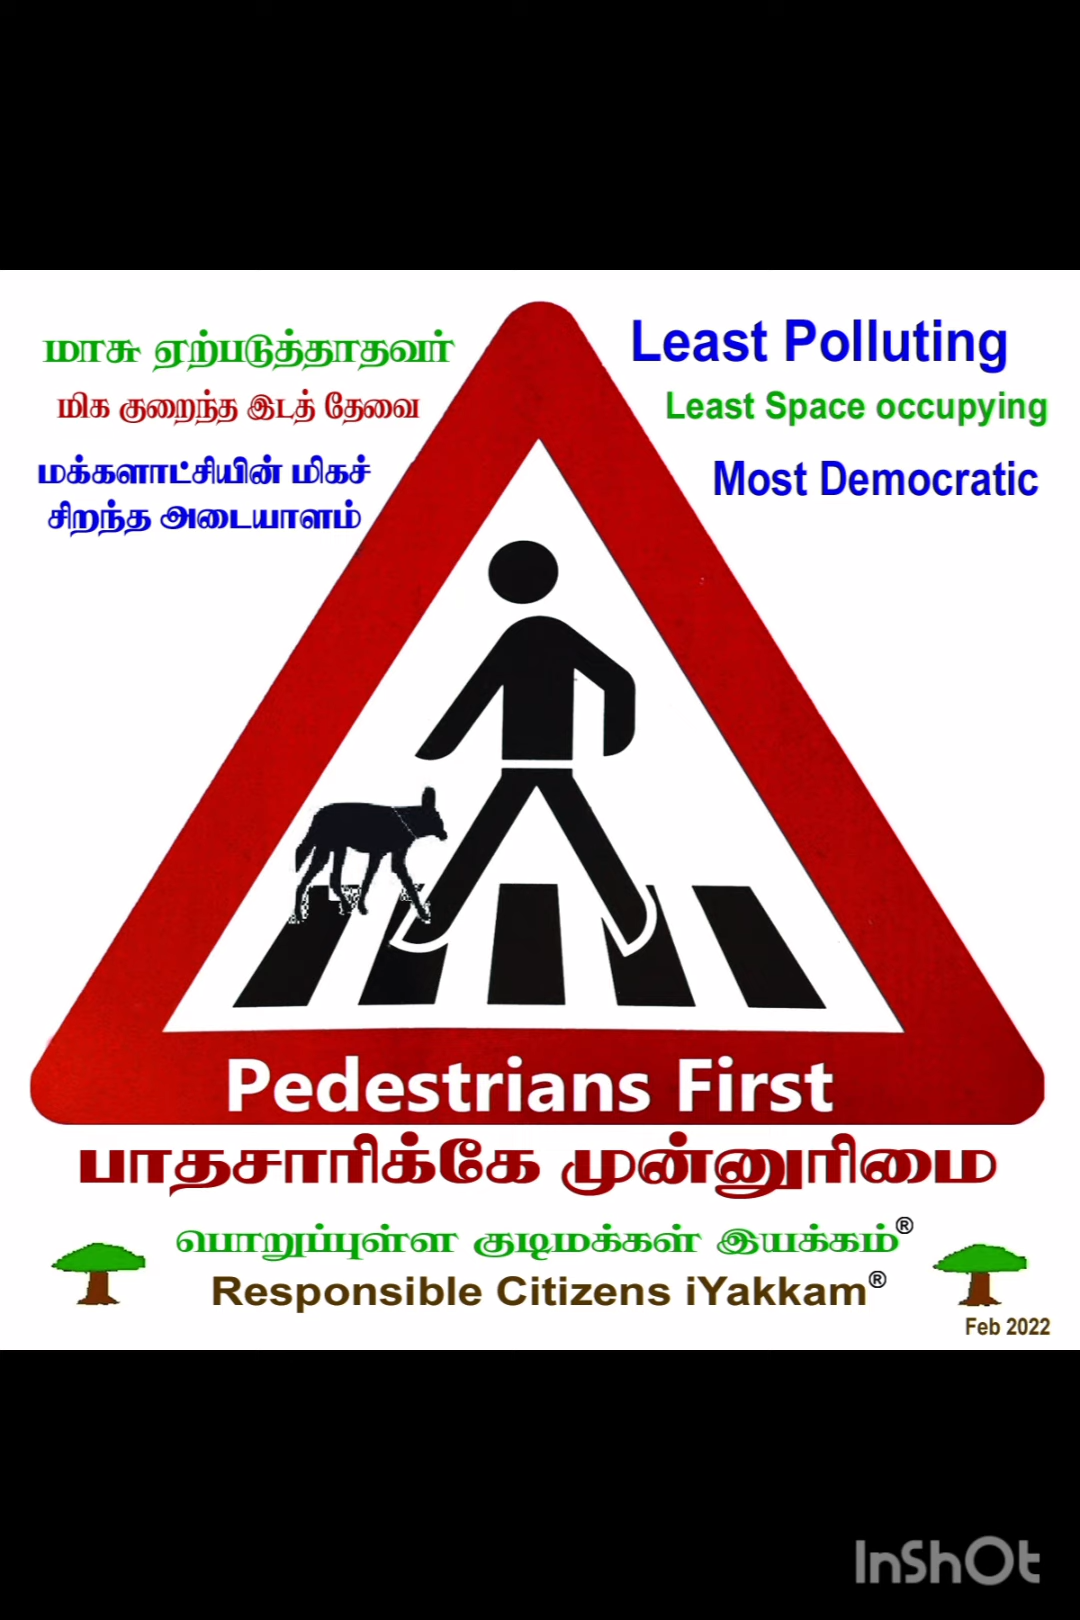 மாசு ஏற்படுத்தாதவர்
மிக குறைந்த இடத் தேவை
மக்களாட்சியின் மிகச்
சிறந்த அடையாளம்
Least Polluting
Least Space occupying
Most Democratic
Pedestrians First
பாதசாரிக்கே முன்னுரிமை
பொறுப்புள்ள குடிமக்கள் இயக்கம்®
Responsible Citizens iYakkam®
Feb 2022
InShOt